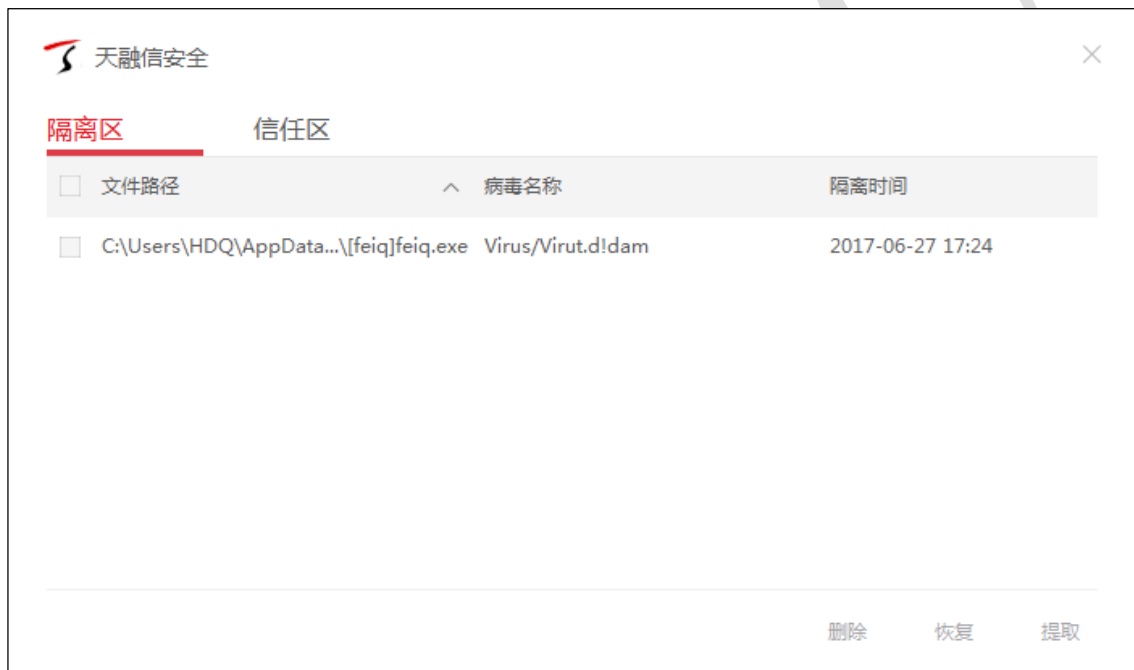 天融信安全
隔离区 信任区
文件路径 病毒名称 隔离时间
C:\Users\HDQ\AppData...\[feiq]feiq.exe Virus/Virut.d!dam 2017-06-27 17:24
删除 恢复 提取